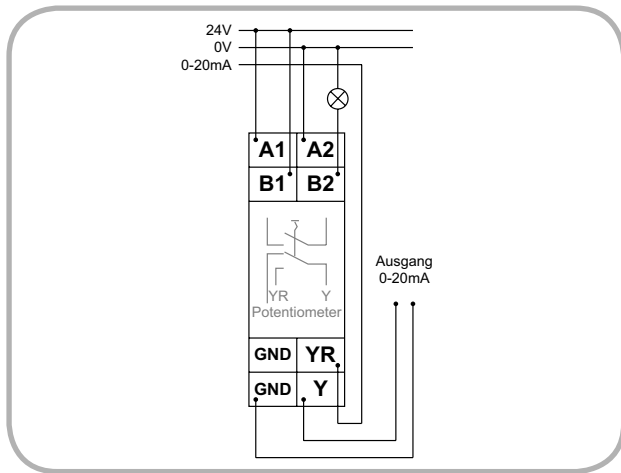 24V
0V
0-20mA
A1 A2
B1 B2
YR Y
Potentiometer
Ausgang
0-20mA
GND YR
GND Y